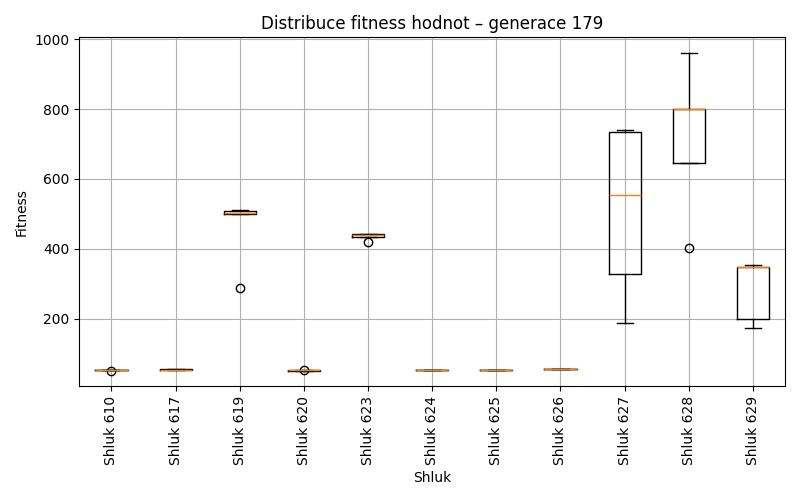 Distribuce fitness hodnot – generace 179
Fitness
1000
800
600
400
200
Shluk 610
Shluk 617
Shluk 619
Shluk 620
Shluk 623
Shluk 624
Shluk 625
Shluk 626
Shluk 627
Shluk 628
Shluk 629
Shluk